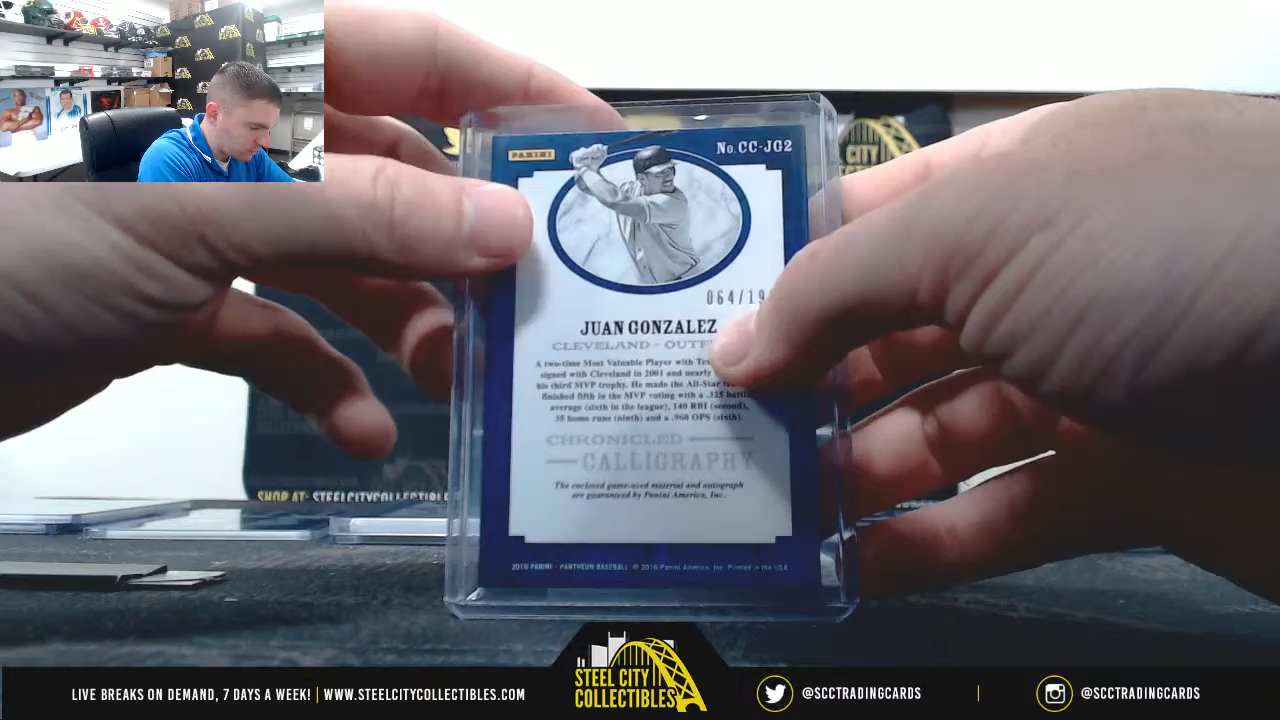 PANINI
No. CC-JG2
064/19
JUAN GONZALEZ
CLEVELAND - OUTF
A two-time Most Valuable Player with Tex
signed with Cleveland in 2001 and nearly
his third MVP trophy. He made the All-Star
finished fifth in the MVP voting with a .325 batting
average (sixth in the league), 140 RBI (second),
35 home runs (ninth) and a .960 OPS (sixth).
CHRONICLED
CALLIGRAPHY
The enclosed game-used material and autograph
are guaranteed by Panini America, Inc.
2016 PANINI - PANTHEON BASEBALL © 2016 Panini America, Inc. Printed in the USA
CITY
SHOP AT: STEELCITYCOLLECTIBLE
STEEL CITY
COLLECTIBLES
LIVE BREAKS ON DEMAND, 7 DAYS A WEEK! | WWW.STEELCITYCOLLECTIBLES.COM
@SCCTRADINGCARDS | @SCCTRADINGCARDS